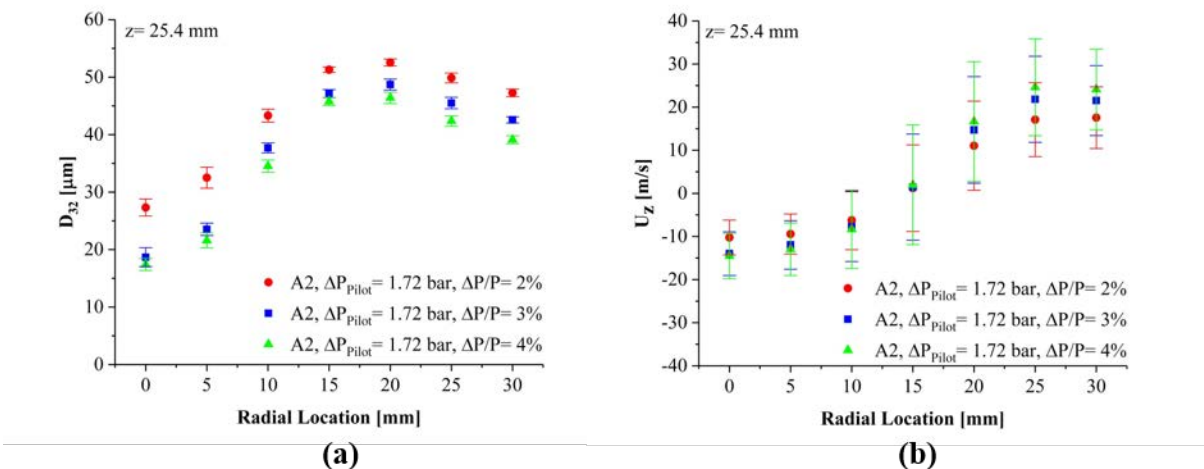 z= 25.4 mm
D32 [μm]
60
50
40
30
20
10
0
A2, ΔPPilot= 1.72 bar, ΔP/P= 2%
A2, ΔPPilot= 1.72 bar, ΔP/P= 3%
A2, ΔPPilot= 1.72 bar, ΔP/P= 4%
0 5 10 15 20 25 30
Radial Location [mm]
(a)
z= 25.4 mm
Uz [m/s]
40
30
20
10
0
-10
-20
-30
-40
A2, ΔPPilot= 1.72 bar, ΔP/P= 2%
A2, ΔPPilot= 1.72 bar, ΔP/P= 3%
A2, ΔPPilot= 1.72 bar, ΔP/P= 4%
0 5 10 15 20 25 30
Radial Location [mm]
(b)